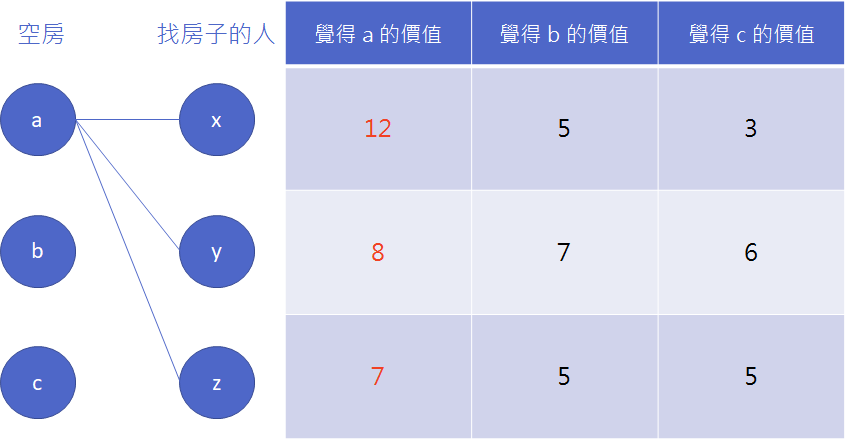 空房 找房子的人 覺得 a 的價值 覺得 b 的價值 覺得 c 的價值
a x 12 5 3
b y 8 7 6
c z 7 5 5